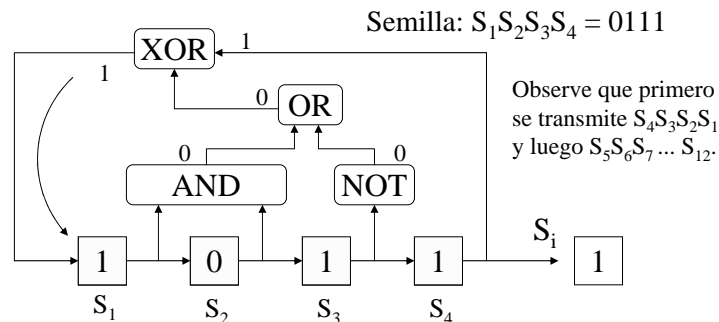 Semilla: S₁S₂S₃S₄ = 0111
XOR
1
1
Observe que primero
se transmite S₄S₃S₂S₁
y luego S₅S₆S₇ ... S₁₂.
0
OR
0
0
AND
NOT
Sᵢ
1
0
1
1
1
S₁
S₂
S₃
S₄